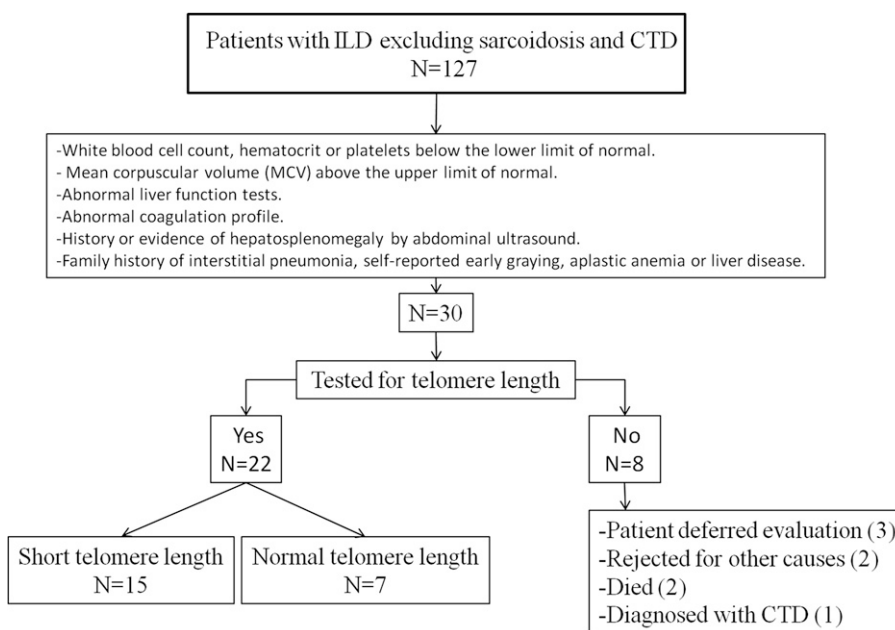 Patients with ILD excluding sarcoidosis and CTD
N=127
-White blood cell count, hematocrit or platelets below the lower limit of normal.
- Mean corpuscular volume (MCV) above the upper limit of normal.
-Abnormal liver function tests.
-Abnormal coagulation profile.
-History or evidence of hepatosplenomegaly by abdominal ultrasound.
-Family history of interstitial pneumonia, self-reported early graying, aplastic anemia or liver disease.
N=30
Tested for telomere length
Yes
N=22
No
N=8
Short telomere length
N=15
Normal telomere length
N=7
-Patient deferred evaluation (3)
-Rejected for other causes (2)
-Died (2)
-Diagnosed with CTD (1)